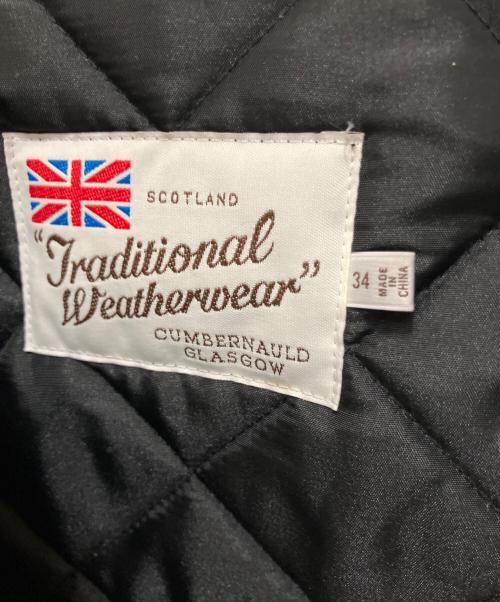 SCOTLAND
"Traditional
Weatherwear"
CUMBERNAULD
GLASGOW
34
MADE
IN
CHINA